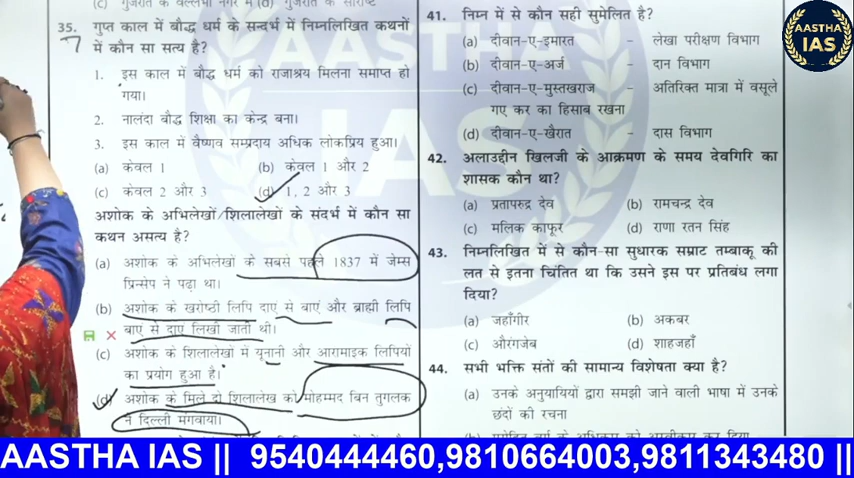 (c) गुजरात के वल्लभी नगर में (d) गुजरात के सौराष्ट्र
35. गुप्त काल में बौद्ध धर्म के सन्दर्भ में निम्नलिखित कथनों
में कौन सा सत्य है?
1. इस काल में बौद्ध धर्म को राजाश्रय मिलना समाप्त हो
गया।
2. नालंदा बौद्ध शिक्षा का केन्द्र बना।
3. इस काल में वैष्णव सम्प्रदाय अधिक लोकप्रिय हुआ।
(a) केवल 1 (b) केवल 1 और 2
(c) केवल 2 और 3 (d) 1, 2 और 3
अशोक के अभिलेखों/शिलालेखों के संदर्भ में कौन सा
कथन असत्य है?
(a) अशोक के अभिलेखों के सबसे पहले 1837 में जेम्स
प्रिन्सेप ने पढ़ा था।
(b) अशोक के खरोष्ठी लिपि दाएं से बाएं और ब्राह्मी लिपि
बाएं से दाएं लिखी जाती थी।
(c) अशोक के शिलालेखों में यूनानी और आरामाइक लिपियों
का प्रयोग हुआ है।
(d) अशोक के मिले दो शिलालेख को मोहम्मद बिन तुगलक
ने दिल्ली मंगवाया।
41. निम्न में से कौन सही सुमेलित है?
(a) दीवान-ए-इमारत - लेखा परीक्षण विभाग
(b) दीवान-ए-अर्ज - दान विभाग
(c) दीवान-ए-मुस्तखराज - अतिरिक्त मात्रा में वसूले
गए कर का हिसाब रखना
(d) दीवान-ए-खैरात - दास विभाग
42. अलाउद्दीन खिलजी के आक्रमण के समय देवगिरि का
शासक कौन था?
(a) प्रतापरुद्र देव (b) रामचन्द्र देव
(c) मलिक काफूर (d) राणा रतन सिंह
43. निम्नलिखित में से कौन-सा सुधारक सम्राट तम्बाकू की
लत से इतना चिंतित था कि उसने इस पर प्रतिबंध लगा
दिया?
(a) जहाँगीर (b) अकबर
(c) औरंगजेब (d) शाहजहाँ
44. सभी भक्ति संतों की सामान्य विशेषता क्या है?
(a) उनके अनुयायियों द्वारा समझी जाने वाली भाषा में उनके
छंदों की रचना
AASTHA
IAS
AASTHA IAS || 9540444460,9810664003,9811343480 ||